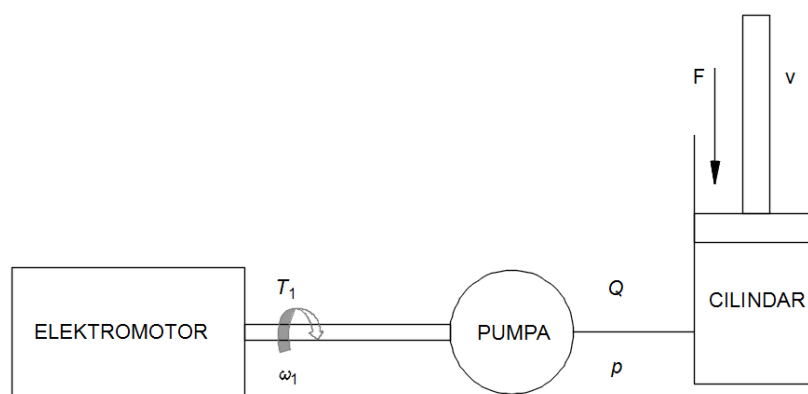 F
v
T1
Q
CILINDAR
ELEKTROMOTOR
PUMPA
ω1
p